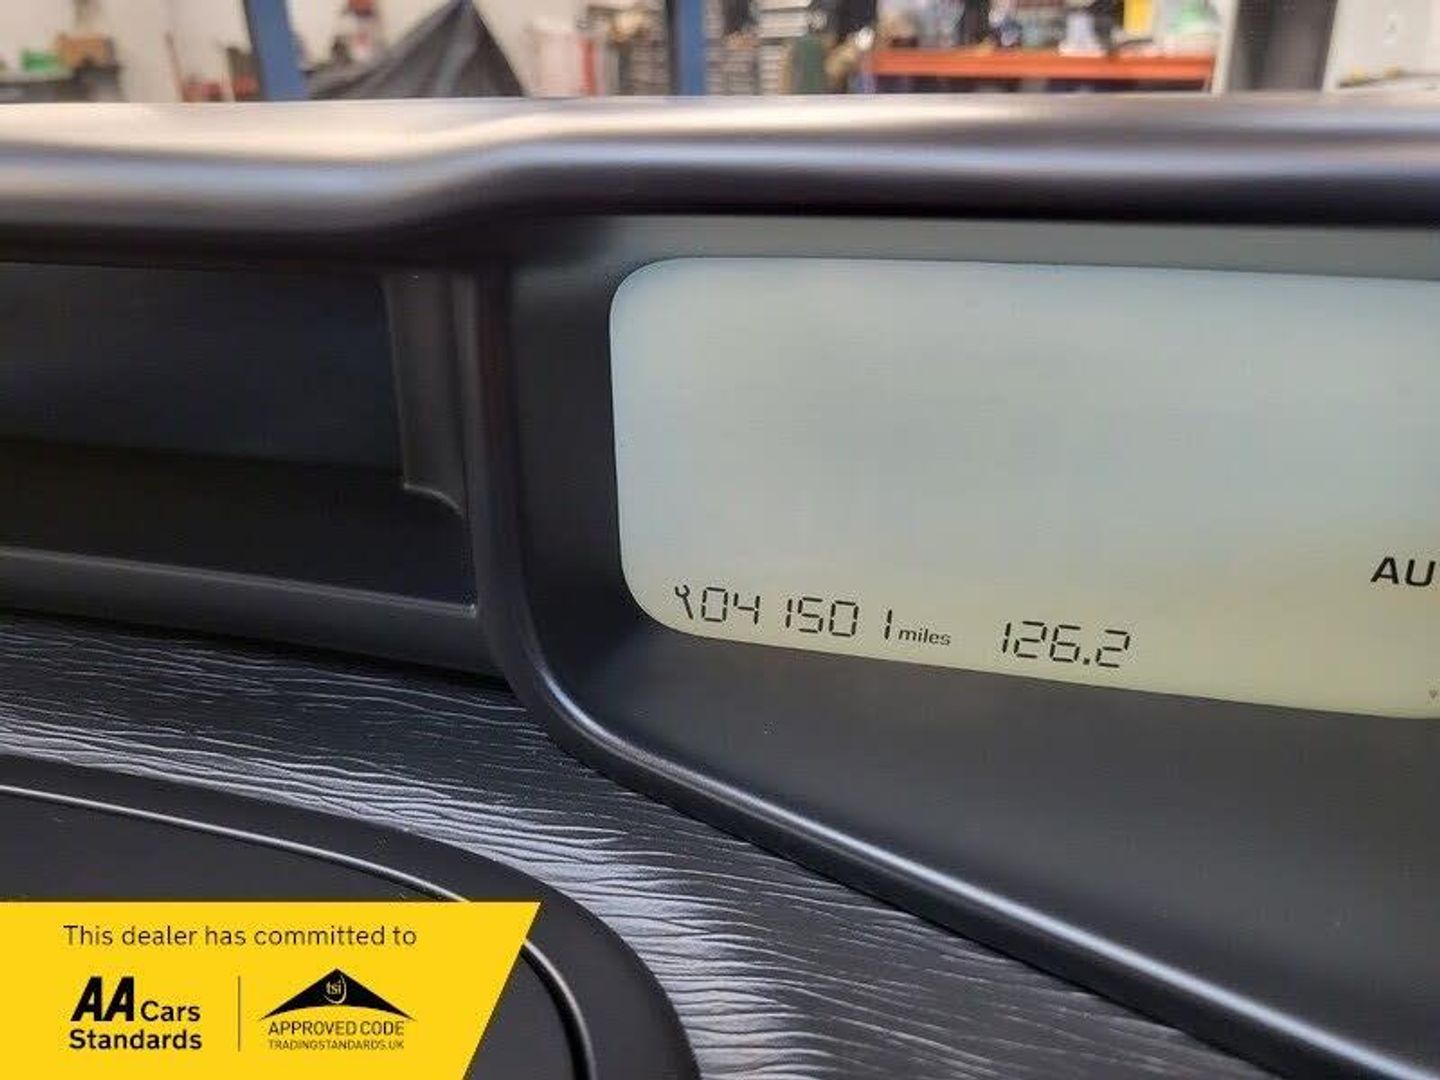 AU
041501 miles 126.2
This dealer has committed to
AA Cars
Standards
tsi
APPROVED CODE
TRADINGSTANDARDS.UK